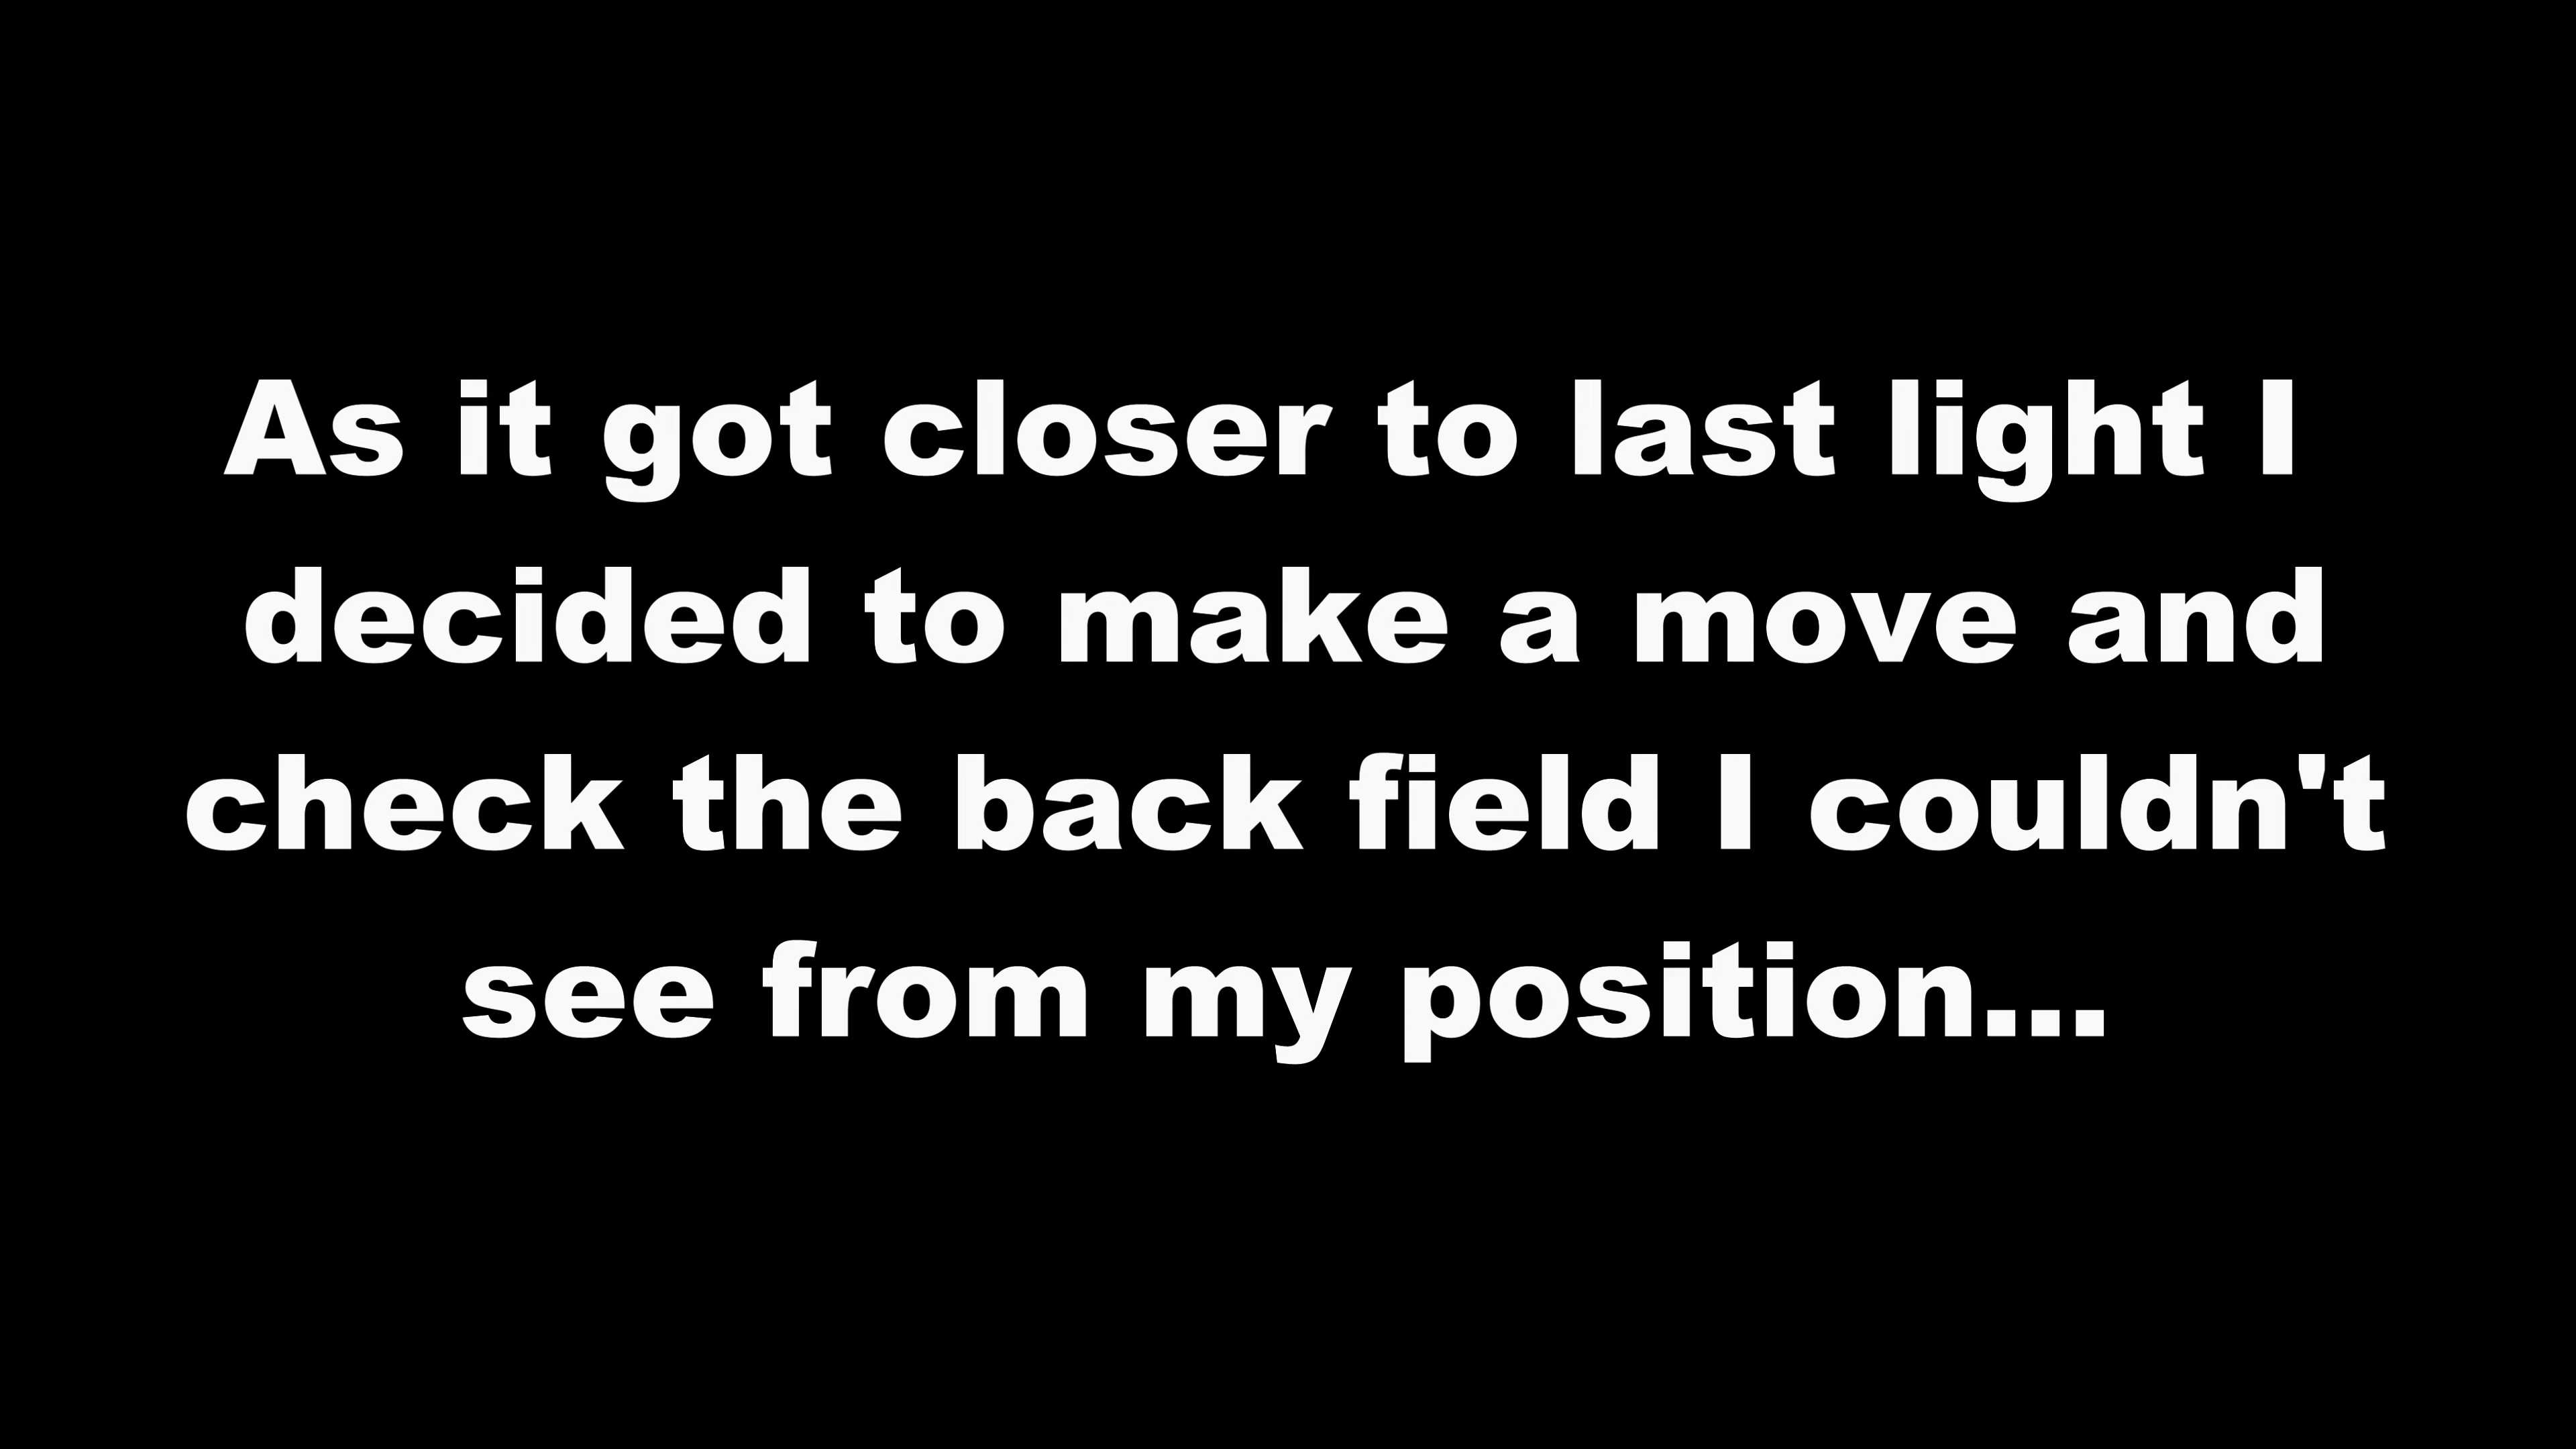 As it got closer to last light I
decided to make a move and
check the back field I couldn't
see from my position...